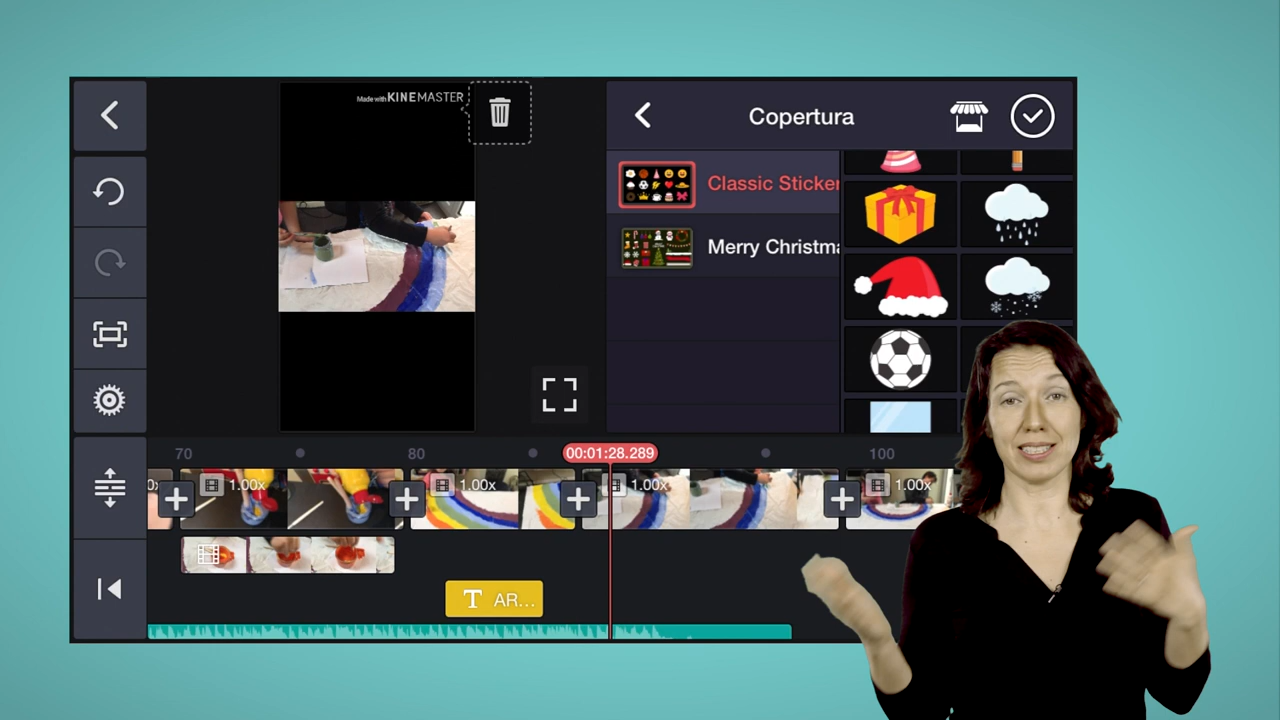 Made with KINEMASTER
Copertura
Classic Sticker
Merry Christma
70
80
00:01:28.289
100
1.00x
1.00x
1.00x
1.00x
T AR...